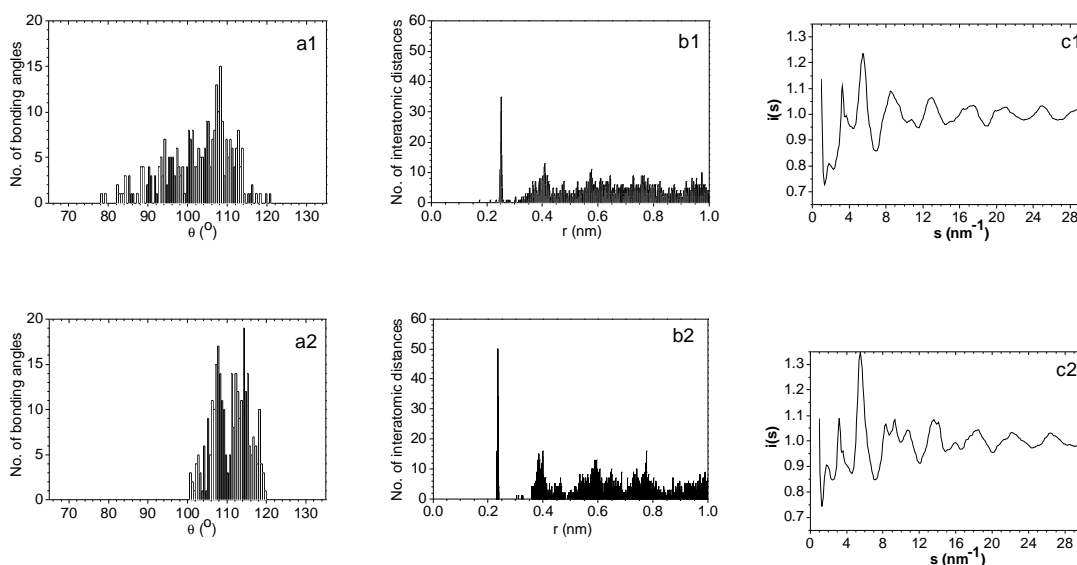 a1
No. of bonding angles
20
15
10
5
0
70 80 90 100 110 120 130
θ (O)
b1
No. of interatomic distances
60
50
40
30
20
10
0
0.0 0.2 0.4 0.6 0.8 1.0
r (nm)
c1
i(s)
1.3
1.2
1.1
1.0
0.9
0.8
0.7
0 4 8 12 16 20 24 28
s (nm-1)
a2
No. of bonding angles
20
15
10
5
0
70 80 90 100 110 120 130
θ (O)
b2
No. of interatomic distances
60
50
40
30
20
10
0
0.0 0.2 0.4 0.6 0.8 1.0
r (nm)
c2
i(s)
1.3
1.2
1.1
1.0
0.9
0.8
0.7
0 4 8 12 16 20 24 28
s (nm-1)